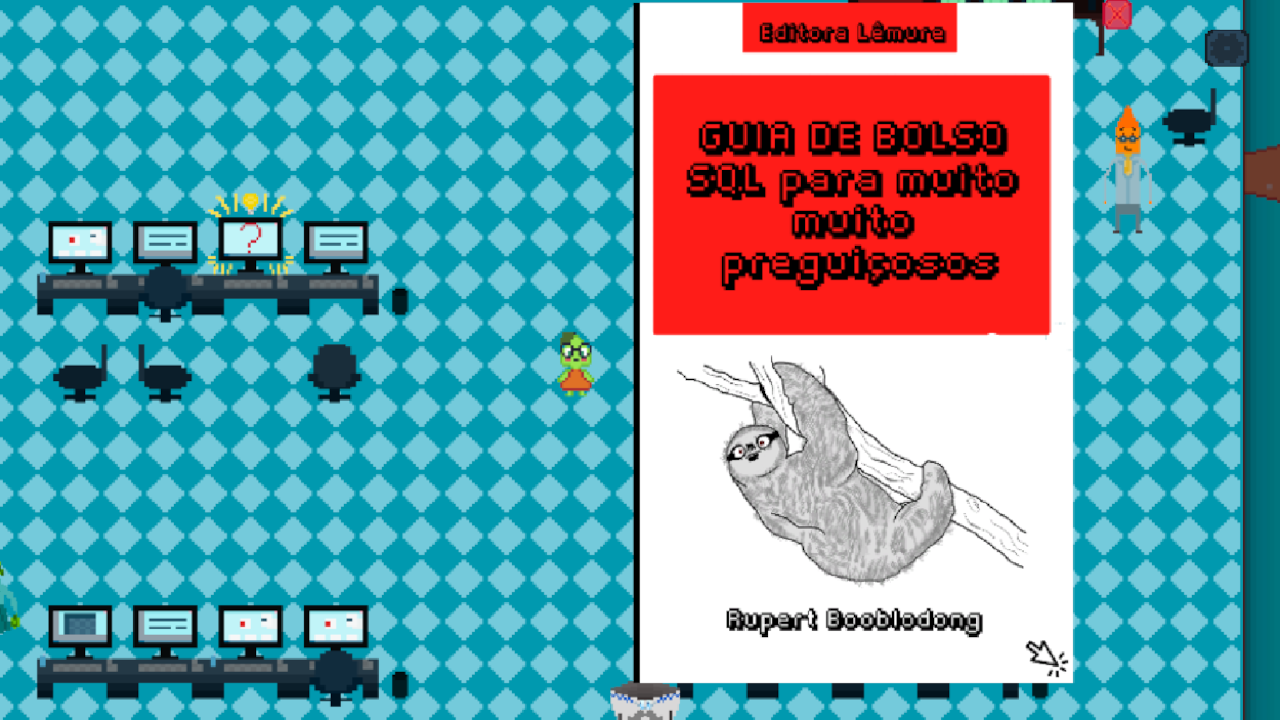 Editora Lêmure
GUIA DE BOLSO
SQL para muito
muito
preguiçosos
?
Rupert Booblodong